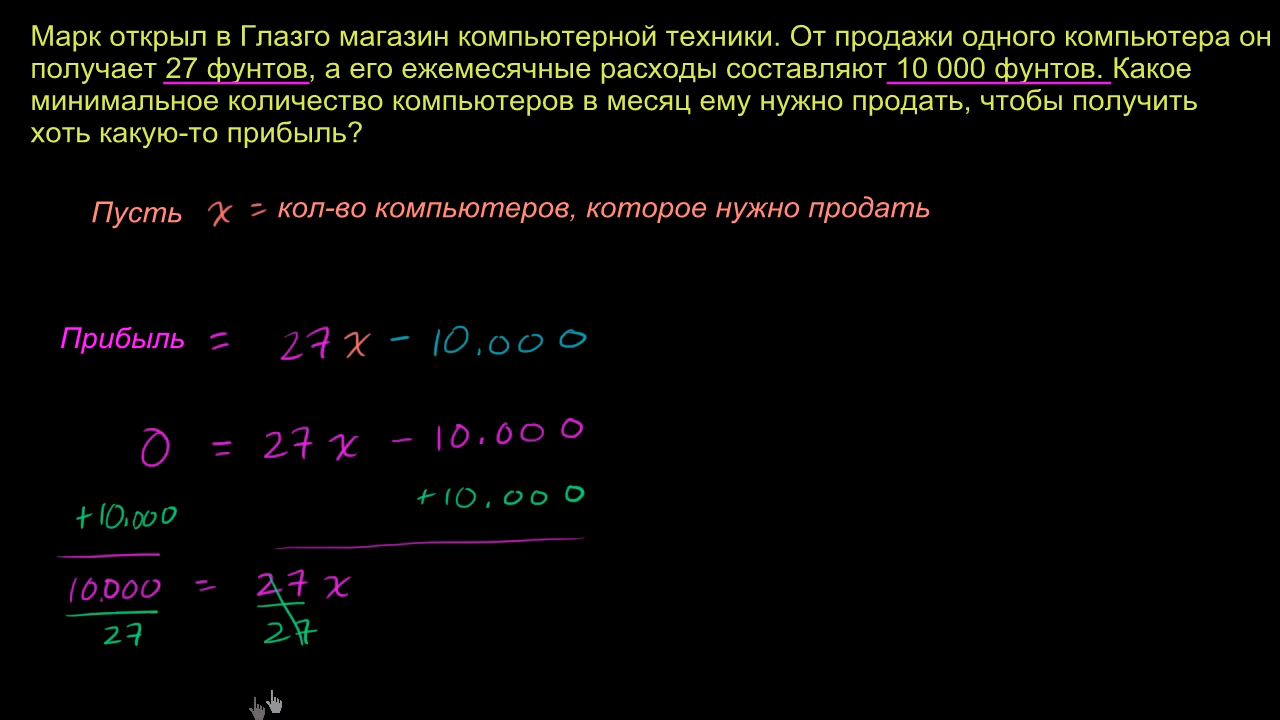 Марк открыл в Глазго магазин компьютерной техники. От продажи одного компьютера он
получает 27 фунтов, а его ежемесячные расходы составляют 10 000 фунтов. Какое
минимальное количество компьютеров в месяц ему нужно продать, чтобы получить
хоть какую-то прибыль?
Пусть x = кол-во компьютеров, которое нужно продать
Прибыль = 27x - 10.000
0 = 27x - 10.000
+10.000 +10.000
10.000 = 27x
27 27